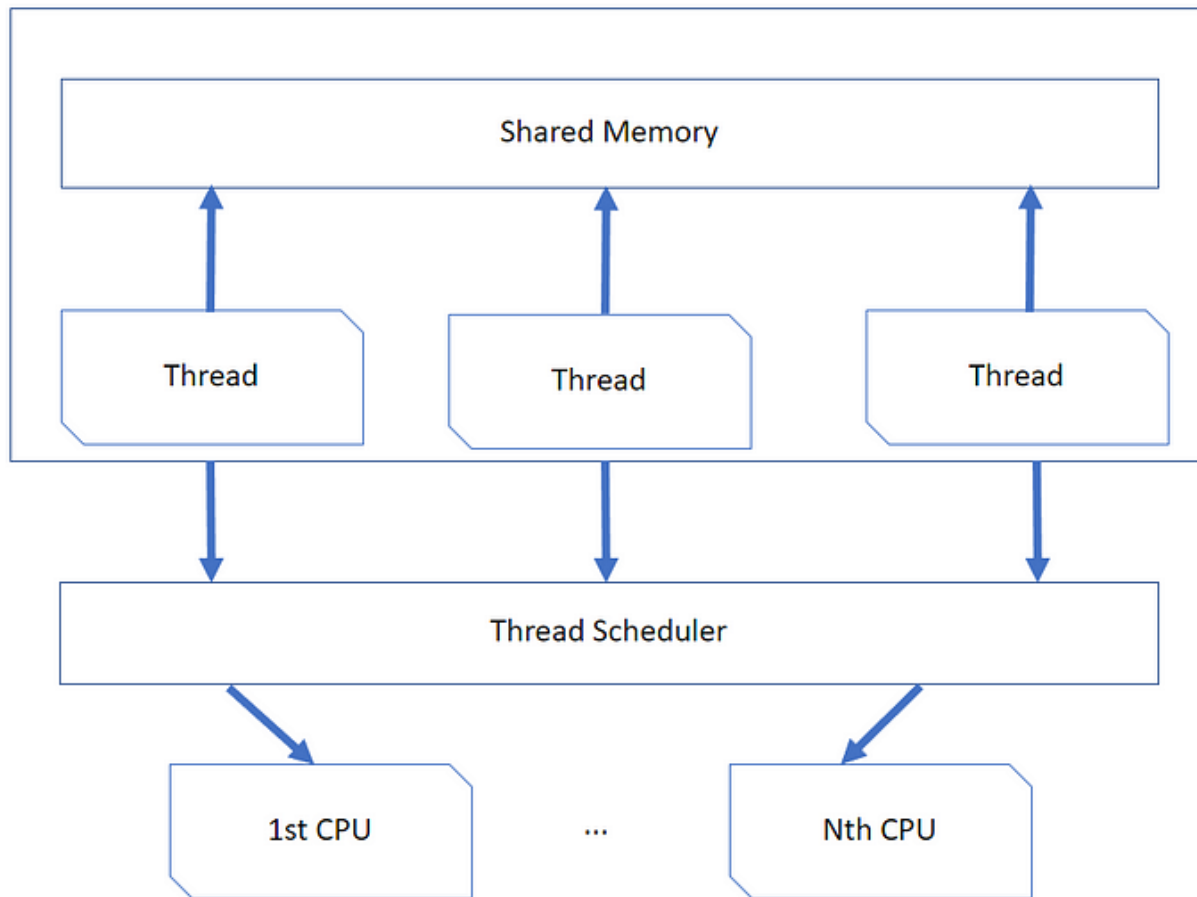 Shared Memory
Thread
Thread
Thread
Thread Scheduler
1st CPU
...
Nth CPU